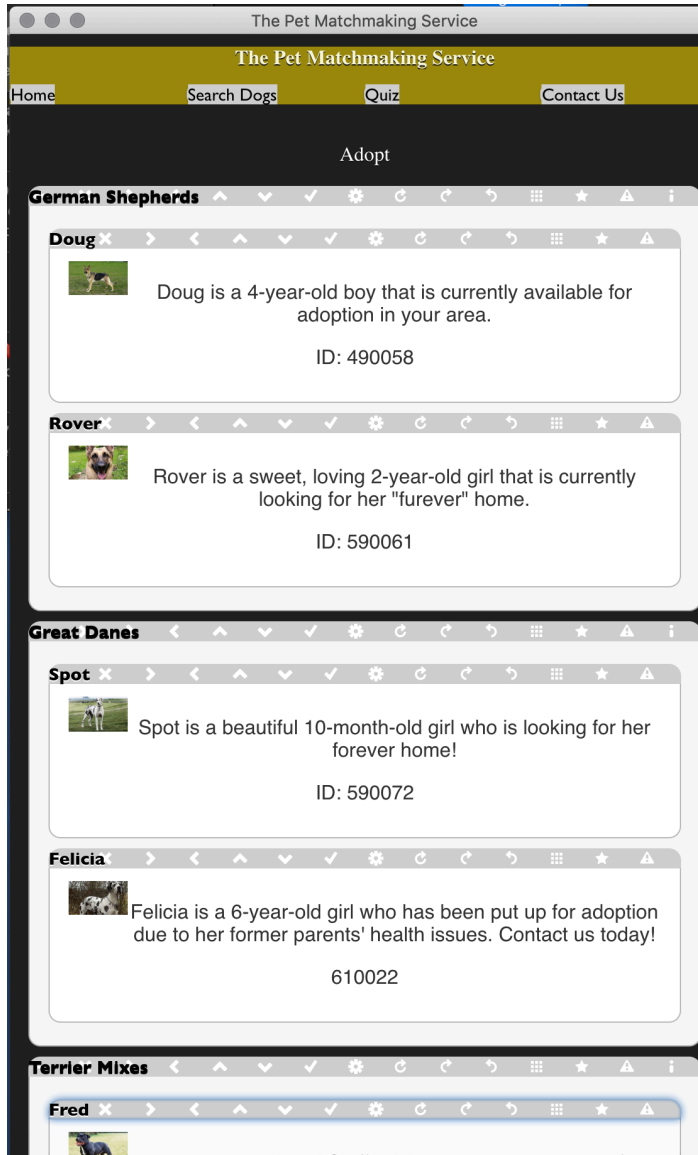 The Pet Matchmaking Service
The Pet Matchmaking Service
Home Search Dogs Quiz Contact Us
Adopt
German Shepherds
Doug
Doug is a 4-year-old boy that is currently available for
adoption in your area.
ID: 490058
Rover
Rover is a sweet, loving 2-year-old girl that is currently
looking for her "furever" home.
ID: 590061
Great Danes
Spot
Spot is a beautiful 10-month-old girl who is looking for her
forever home!
ID: 590072
Felicia
Felicia is a 6-year-old girl who has been put up for adoption
due to her former parents' health issues. Contact us today!
610022
Terrier Mixes
Fred